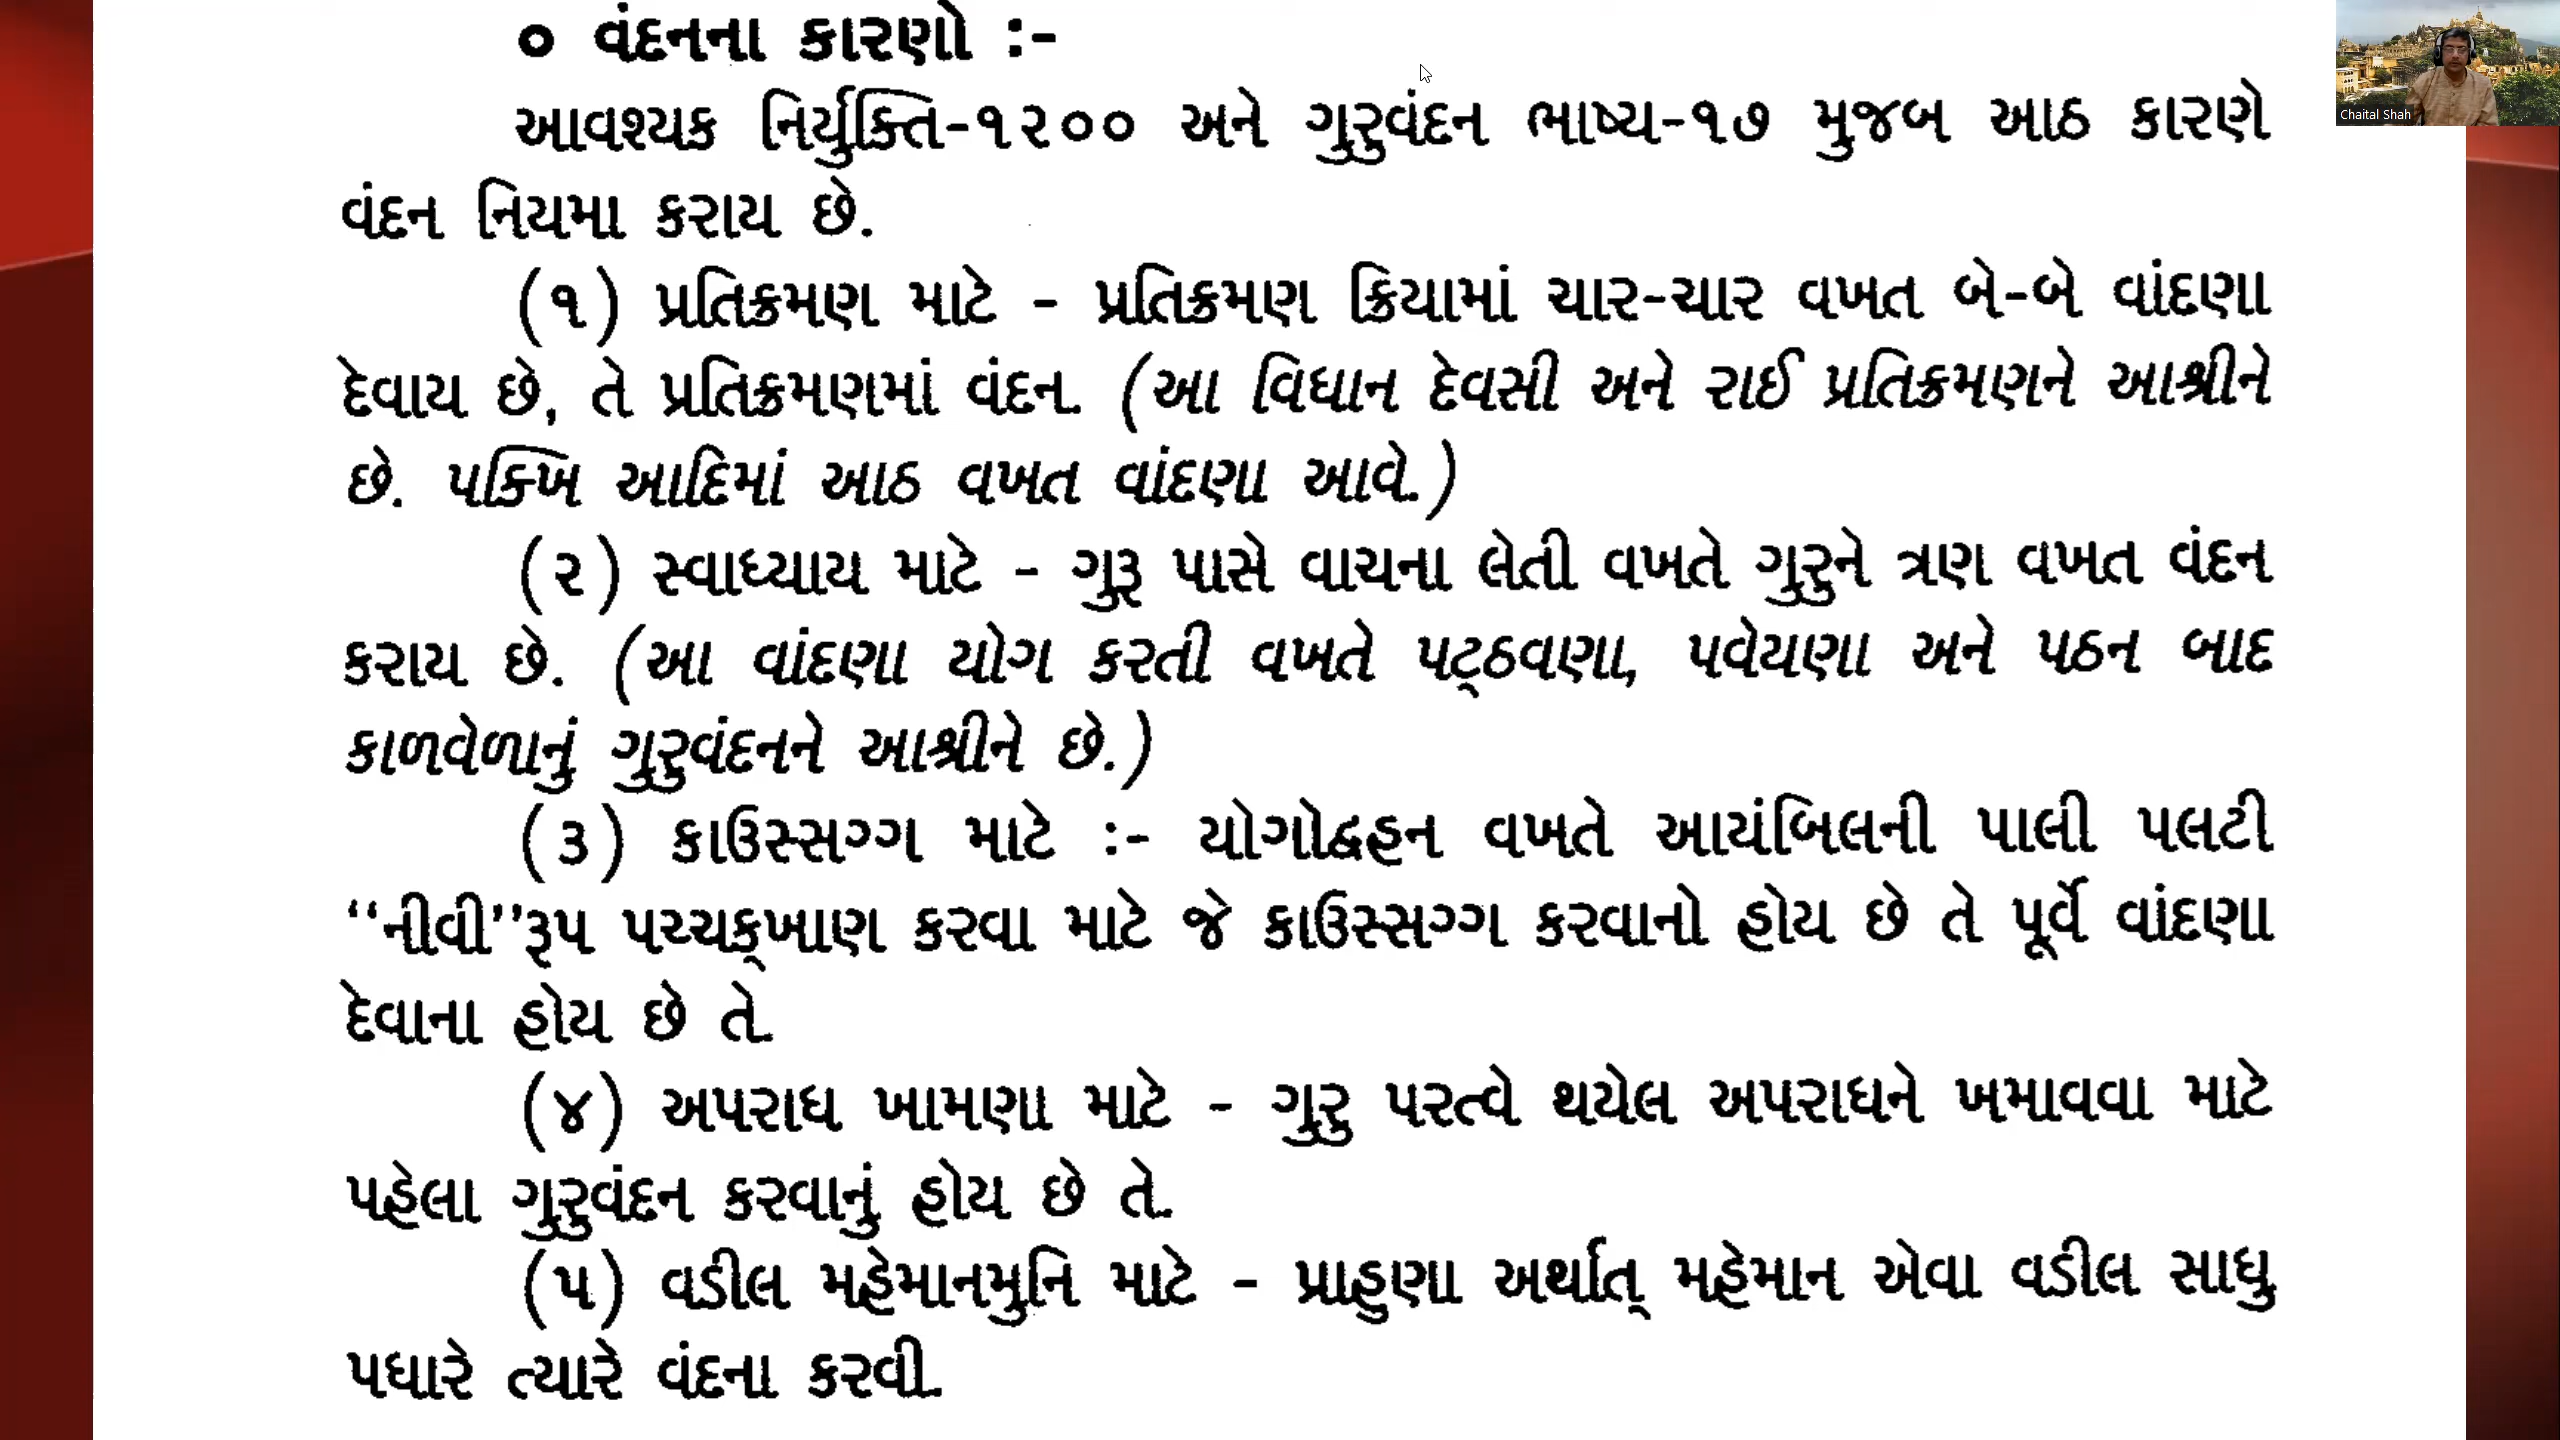 ૦ વંદનના કારણો :-
આવશ્યક નિર્યુક્તિ-૧૨૦૦ અને ગુરુવંદન ભાષ્ય-૧૭ મુજબ આઠ કારણે
વંદન નિયમા કરાય છે.
(૧) પ્રતિક્રમણ માટે - પ્રતિક્રમણ ક્રિયામાં ચાર-ચાર વખત બે-બે વાંદણા
દેવાય છે, તે પ્રતિક્રમણમાં વંદન. (આ વિધાન દેવસી અને રાઈ પ્રતિક્રમણને આશ્રીને
છે. પક્ખિ આદિમાં આઠ વખત વાંદણા આવે.)
(૨) સ્વાધ્યાય માટે - ગુરૂ પાસે વાચના લેતી વખતે ગુરુને ત્રણ વખત વંદન
કરાય છે. (આ વાંદણા યોગ કરતી વખતે પટ્ઠવણા, પવેયણા અને પઠન બાદ
કાળવેળાનું ગુરુવંદનને આશ્રીને છે.)
(૩) કાઉસ્સગ્ગ માટે :- યોગોદ્વહન વખતે આયંબિલની પાલી પલટી
“નીવી”રૂપ પચ્ચક્‌ખાણ કરવા માટે જે કાઉસ્સગ્ગ કરવાનો હોય છે તે પૂર્વે વાંદણા
દેવાના હોય છે તે.
(૪) અપરાધ ખામણા માટે - ગુરુ પરત્વે થયેલ અપરાધને ખમાવવા માટે
પહેલા ગુરુવંદન કરવાનું હોય છે તે.
(૫) વડીલ મહેમાનમુનિ માટે - પ્રાહુણા અર્થાત્ મહેમાન એવા વડીલ સાધુ
પધારે ત્યારે વંદના કરવી.
Chaital Shah